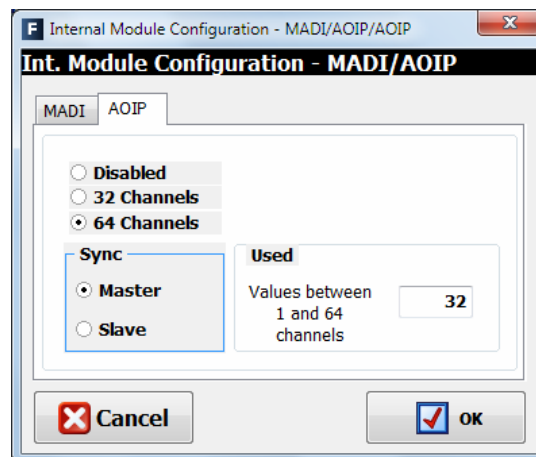 F Internal Module Configuration - MADI/AOIP/AOIP
Int. Module Configuration - MADI/AOIP
MADI AOIP
Disabled
32 Channels
64 Channels
Sync
Master
Slave
Used
Values between
1 and 64
channels
32
Cancel
OK